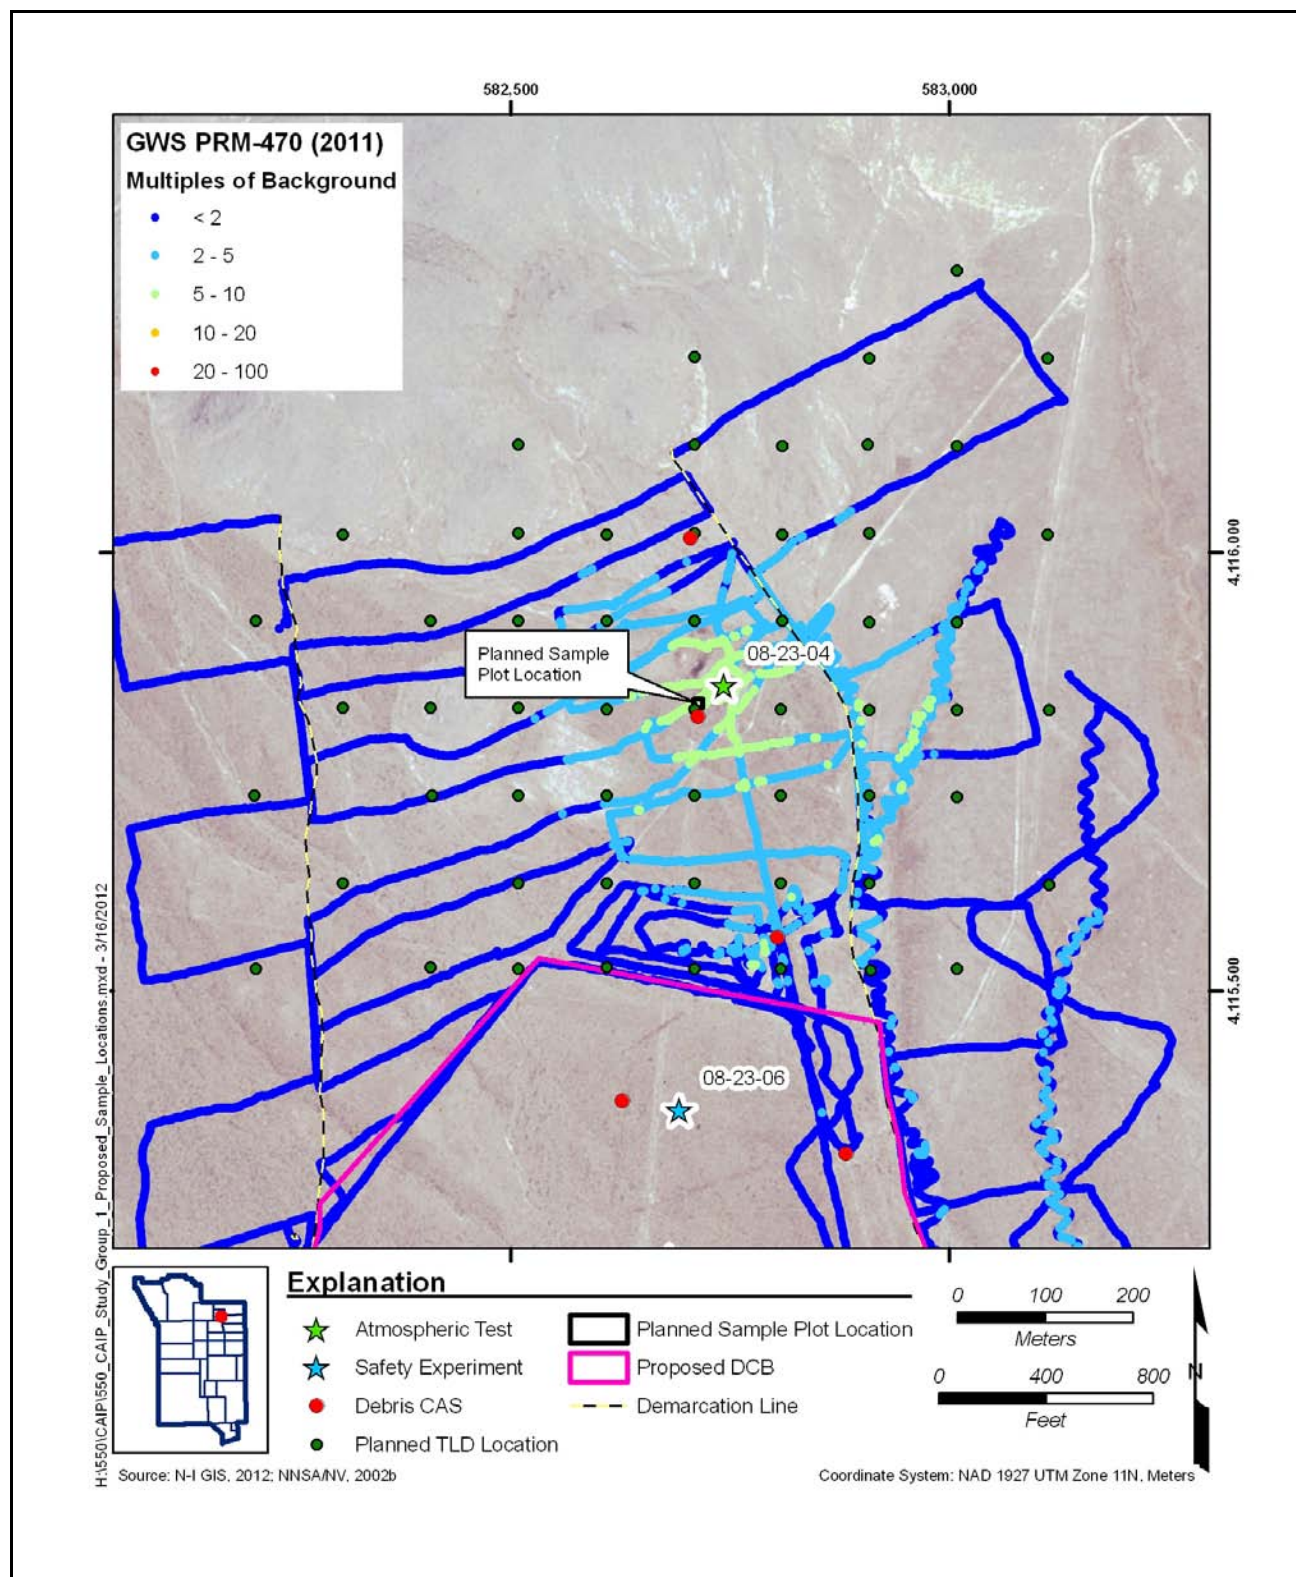 582,500
583,000
GWS PRM-470 (2011)
Multiples of Background
< 2
2 - 5
5 - 10
10 - 20
20 - 100
4,116,000
Planned Sample
Plot Location
08-23-04
4,115,500
08-23-06
H:\550\CAIP\550_CAIP_Study_Group_1_Proposed_Sample_Locations.mxd - 3/16/2012
Explanation
Atmospheric Test
Safety Experiment
Debris CAS
Planned TLD Location
Planned Sample Plot Location
Proposed DCB
Demarcation Line
0 100 200
Meters
0 400 800
Feet
N
Source: N-I GIS, 2012; NNSA/NV, 2002b
Coordinate System: NAD 1927 UTM Zone 11N, Meters